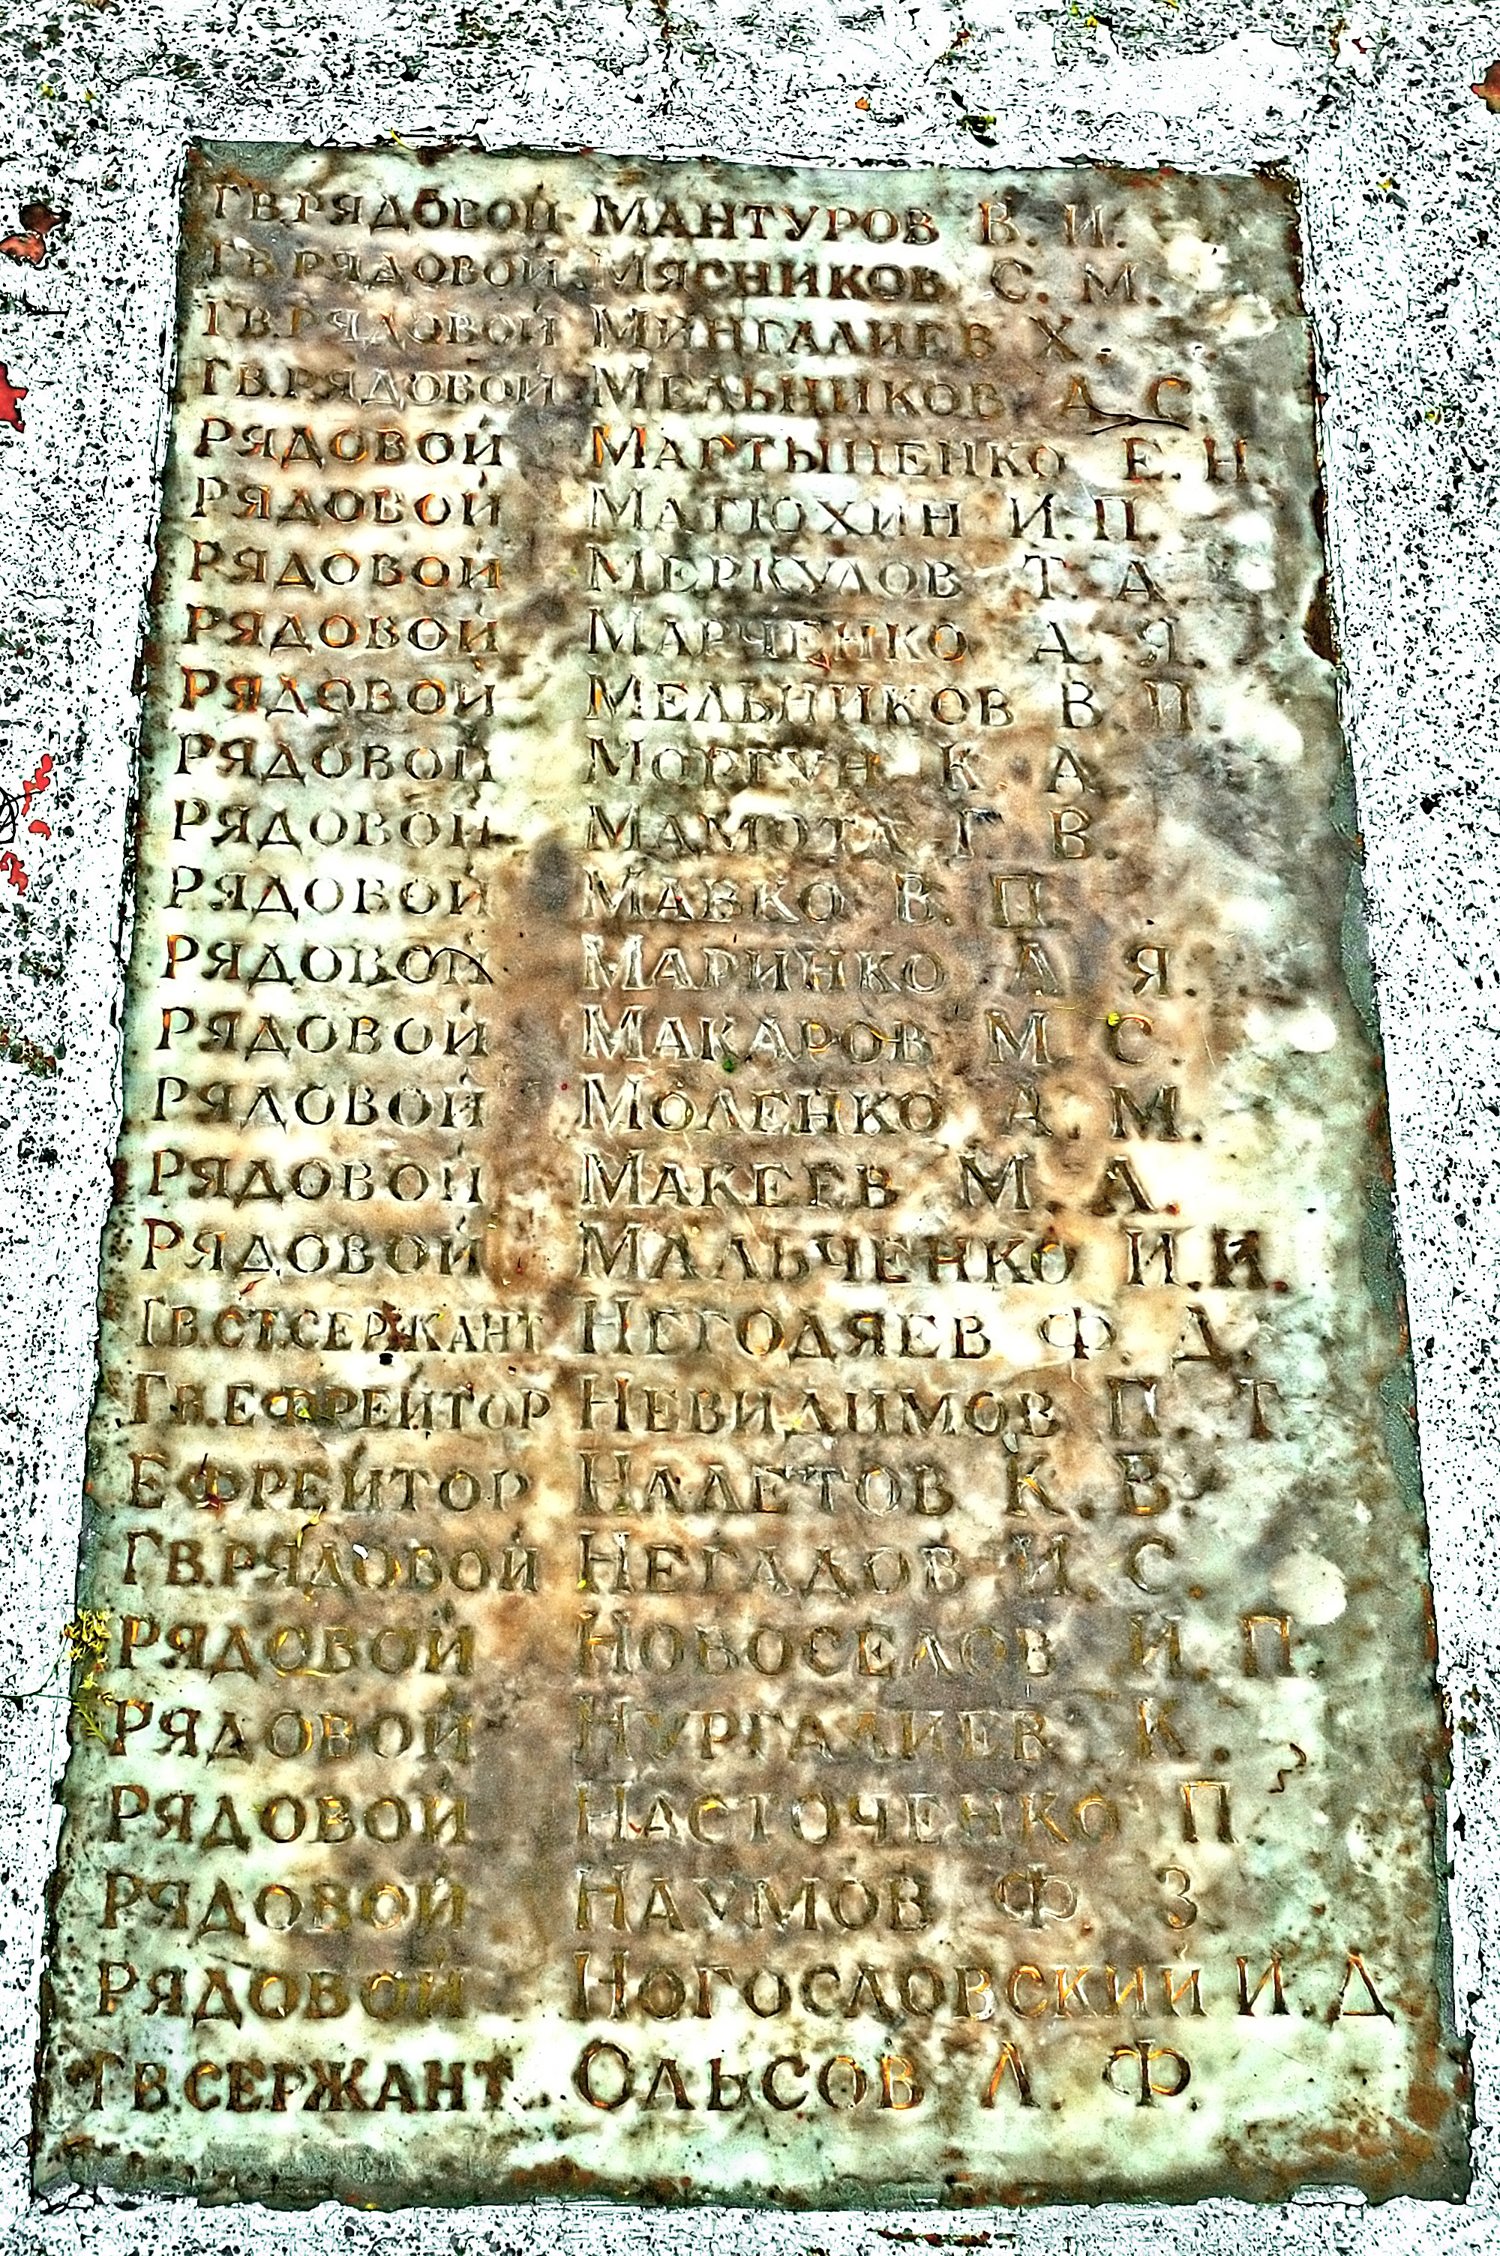 Гв.рядовой Мантуров В. И.
Гв.рядовой Мясников С. М.
Гв.рядовой Мингалиев Х.
Гв.рядовой Мельников А. С.
Рядовой Мартыненко Е. Н.
Рядовой Матюхин И. П.
Рядовой Меркулов Т. А.
Рядовой Марченко А. Я.
Рядовой Мельников В. П.
Рядовой Моргун К. А.
Рядовой Мамота Г. В.
Рядовой Мавко В. П.
Рядовой Маринко А. Я.
Рядовой Макаров М. С.
Рядовой Моленко А. М.
Рядовой Макеев М. А.
Рядовой Мальченко И. И.
Гв.ст.сержант Негодяев Ф. Д.
Гв.ефрейтор Невидимов П. Т.
Ефрейтор Налетов К. В.
Гв.рядовой Негадов И. С.
Рядовой Новоселов И. П.
Рядовой Нургалиев К.
Рядовой Насточенко П.
Рядовой Наумов Ф. З.
Рядовой Ногословский И. Д.
Гв.сержант Ольсов Л. Ф.